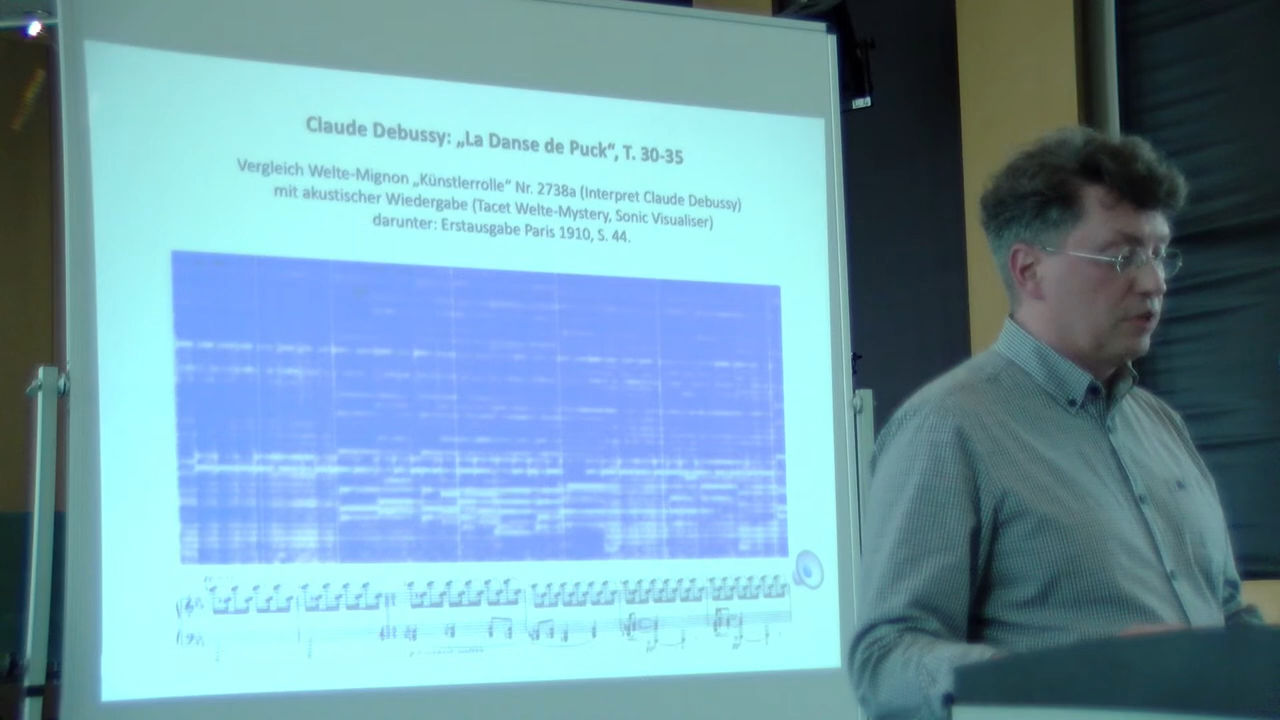 Claude Debussy: „La Danse de Puck“, T. 30-35
Vergleich Welte-Mignon „Künstlerrolle“ Nr. 2738a (Interpret Claude Debussy)
mit akustischer Wiedergabe (Tacet Welte-Mystery, Sonic Visualiser)
darunter: Erstausgabe Paris 1910, S. 44.